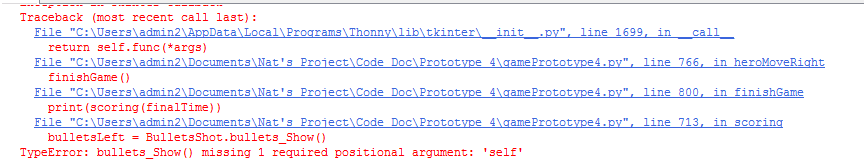 Traceback (most recent call last):
File "C:\Users\admin2\AppData\Local\Programs\Thonny\lib\tkinter\__init__.py", line 1699, in __call__
return self.func(*args)
File "C:\Users\admin2\Documents\Nat's Project\Code Doc\Prototype 4\gamePrototype4.py", line 766, in heroMoveRight
finishGame()
File "C:\Users\admin2\Documents\Nat's Project\Code Doc\Prototype 4\gamePrototype4.py", line 800, in finishGame
print(scoring(finalTime))
File "C:\Users\admin2\Documents\Nat's Project\Code Doc\Prototype 4\gamePrototype4.py", line 713, in scoring
bulletsLeft = BulletsShot.bullets_Show()
TypeError: bullets_Show() missing 1 required positional argument: 'self'